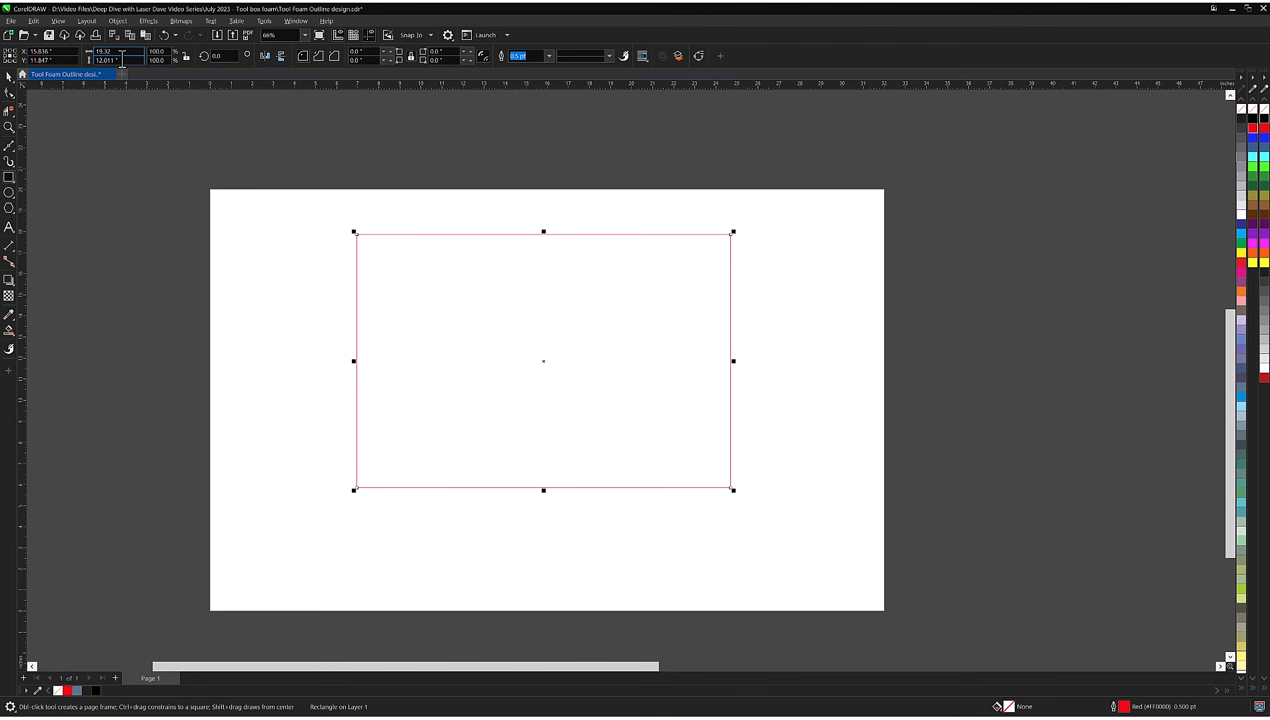 CorelDRAW - D:\Video Files\Deep Dive with Laser Dave Video Series\July 2023 - Tool box foam\Tool Foam Outline design.cdr*
File Edit View Layout Object Effects Bitmaps Text Table Tools Window Help
PDF 66% Snap To Launch
X: 15.836 " 19.32 100.0 % 0.0 0.0 ° 0.0 " 0.5 pt
Y: 11.847 " 12.011 " 100.0 % 0.0 ° 0.0 "
Tool Foam Outline desi..*
inches
inches
1 of 1 Page 1
Dbl-click tool creates a page frame; Ctrl+drag constrains to a square; Shift+drag draws from center Rectangle on Layer 1 None Red (#FF0000) 0.500 pt